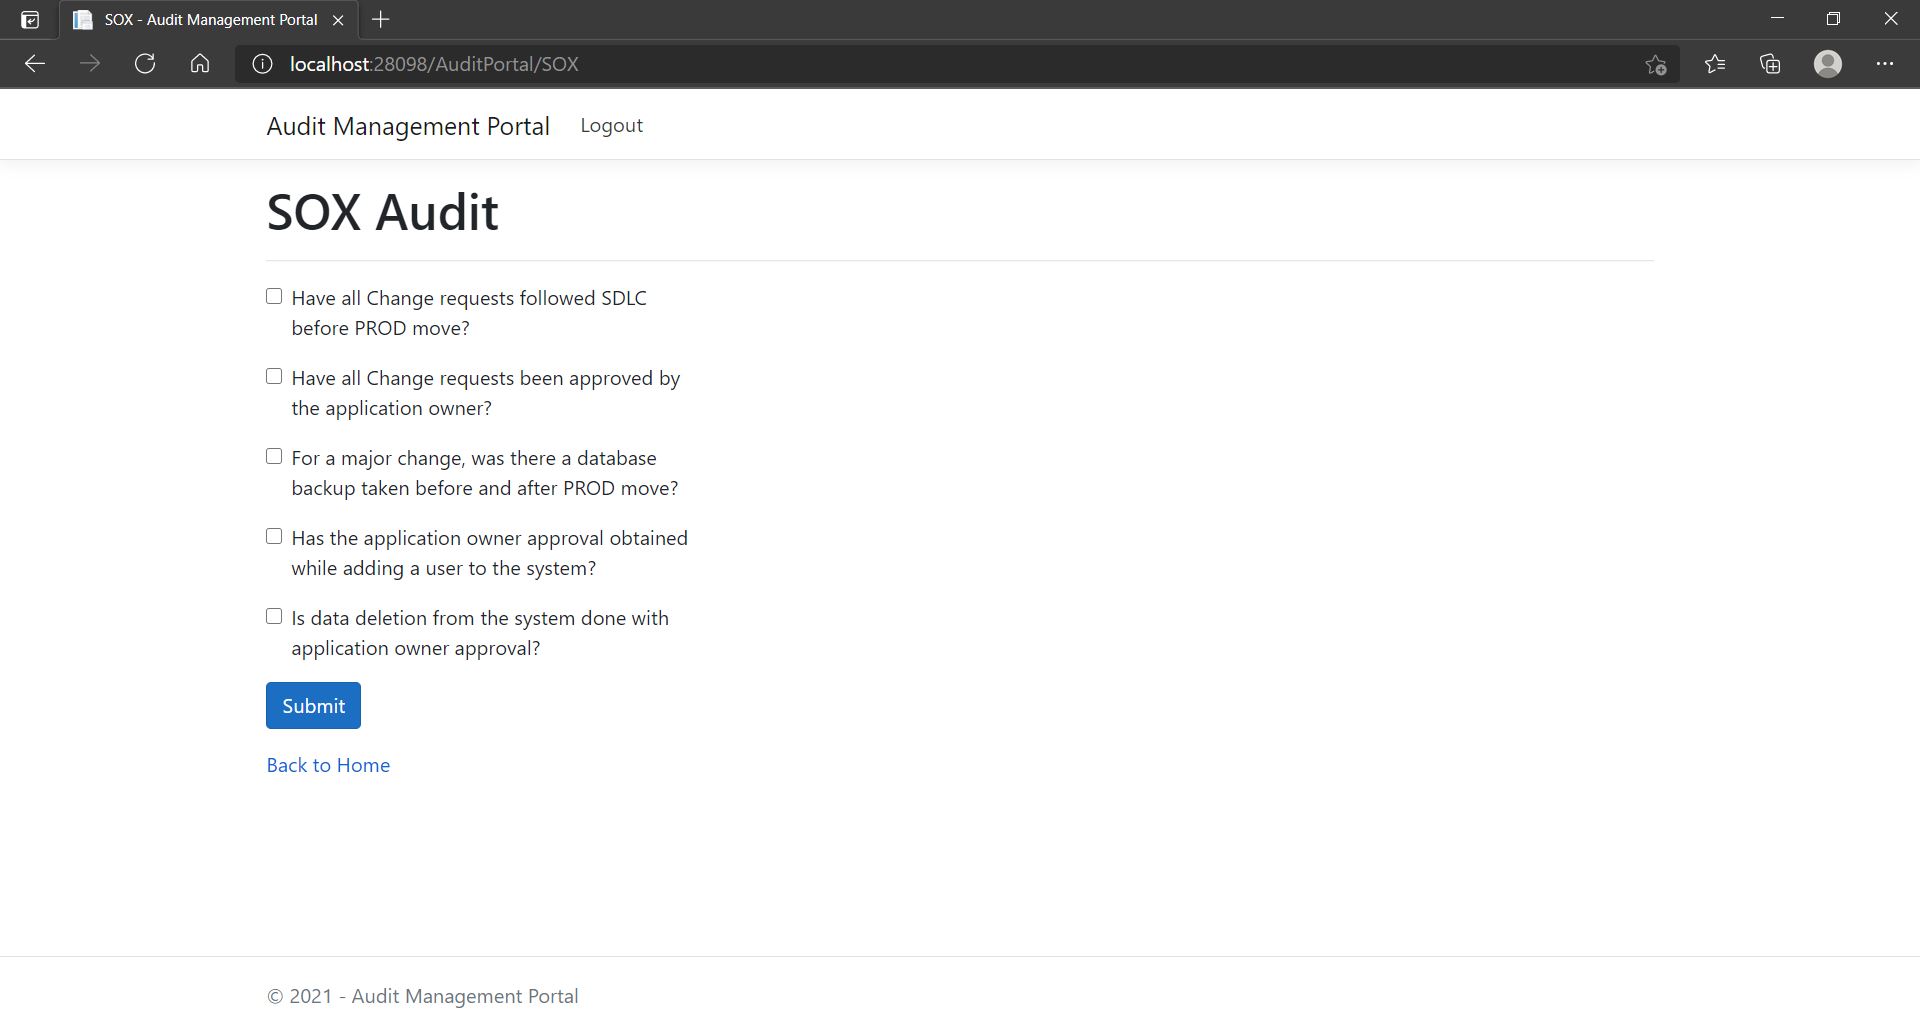 SOX - Audit Management Portal
localhost:28098/AuditPortal/SOX
Audit Management Portal Logout
SOX Audit
Have all Change requests followed SDLC
before PROD move?
Have all Change requests been approved by
the application owner?
For a major change, was there a database
backup taken before and after PROD move?
Has the application owner approval obtained
while adding a user to the system?
Is data deletion from the system done with
application owner approval?
Submit
Back to Home
© 2021 - Audit Management Portal